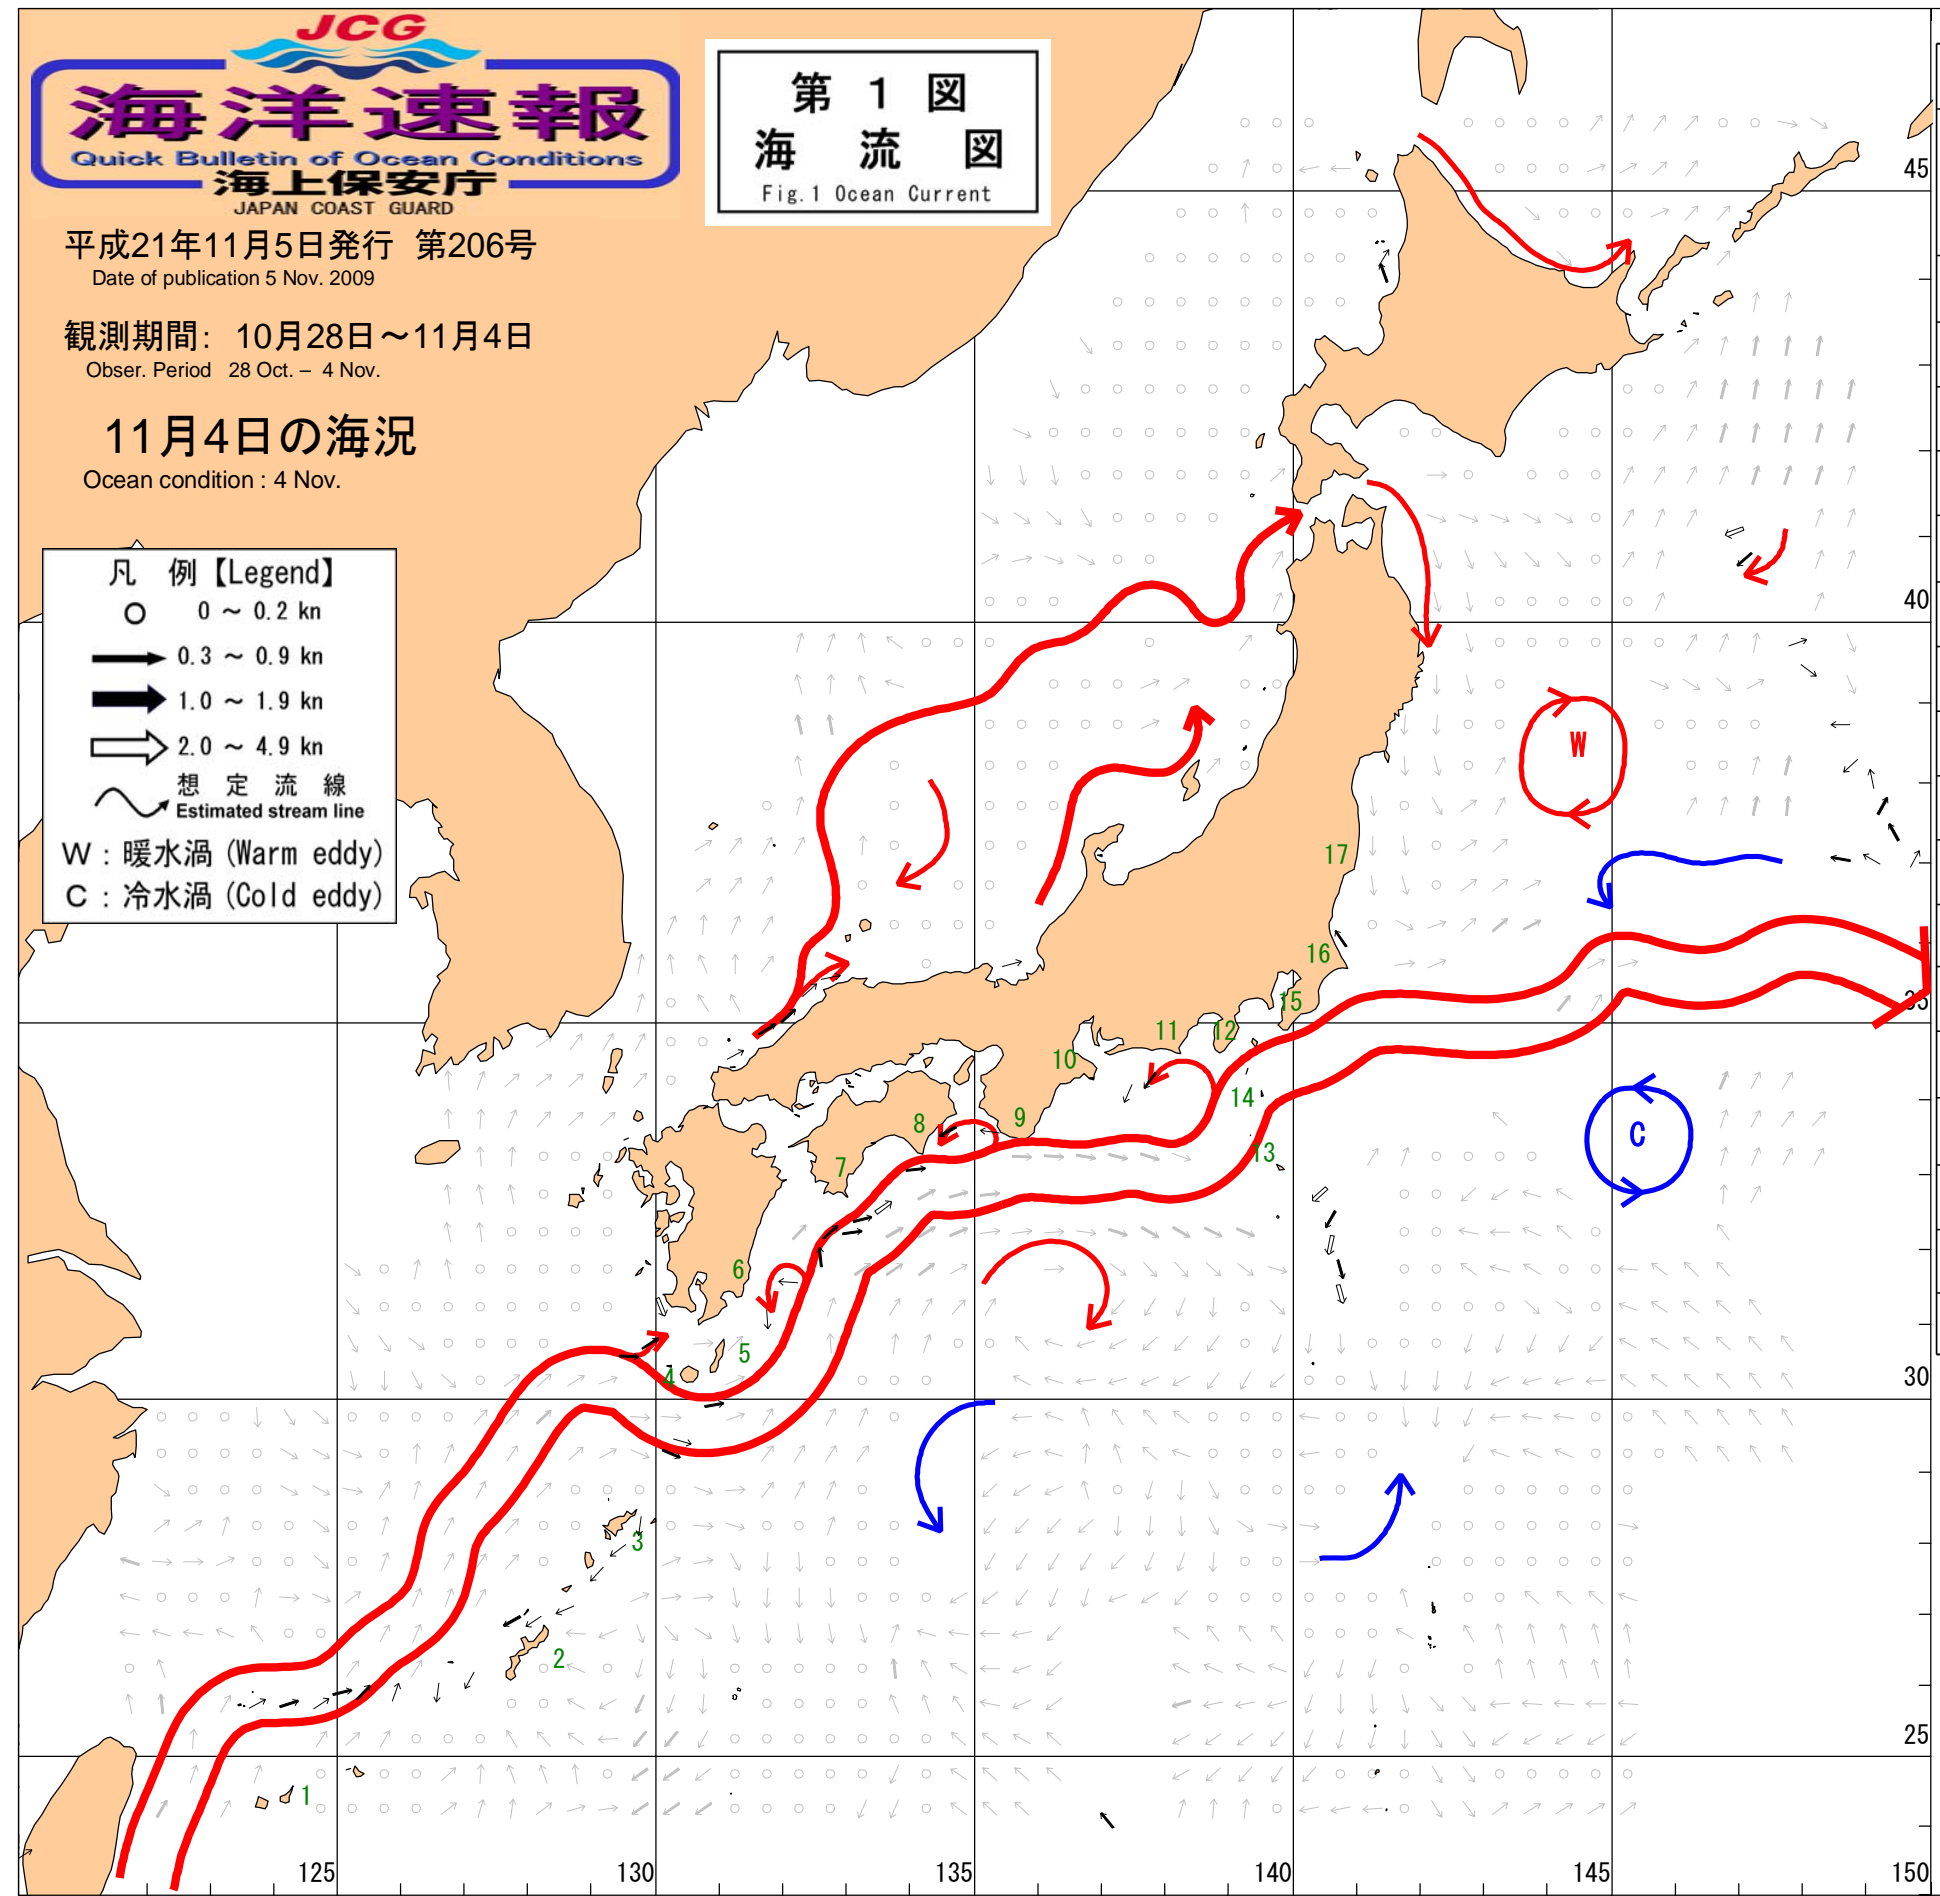 JCG
海洋速報
Quick Bulletin of Ocean Conditions
海上保安庁
JAPAN COAST GUARD
平成21年11月5日発行 第206号
Date of publication 5 Nov. 2009
観測期間: 10月28日~11月4日
Obser. Period 28 Oct. – 4 Nov.
11月4日の海況
Ocean condition : 4 Nov.
第 1 図
海 流 図
Fig.1 Ocean Current
凡 例【Legend】
0 ~ 0.2 kn
0.3 ~ 0.9 kn
1.0 ~ 1.9 kn
2.0 ~ 4.9 kn
想 定 流 線
Estimated stream line
W : 暖水渦 (Warm eddy)
C : 冷水渦 (Cold eddy)
45
40
W
17
16
35
15
12
11
10
14
C
9
8
13
7
6
5
4
30
3
2
25
1
125
130
135
140
145
150